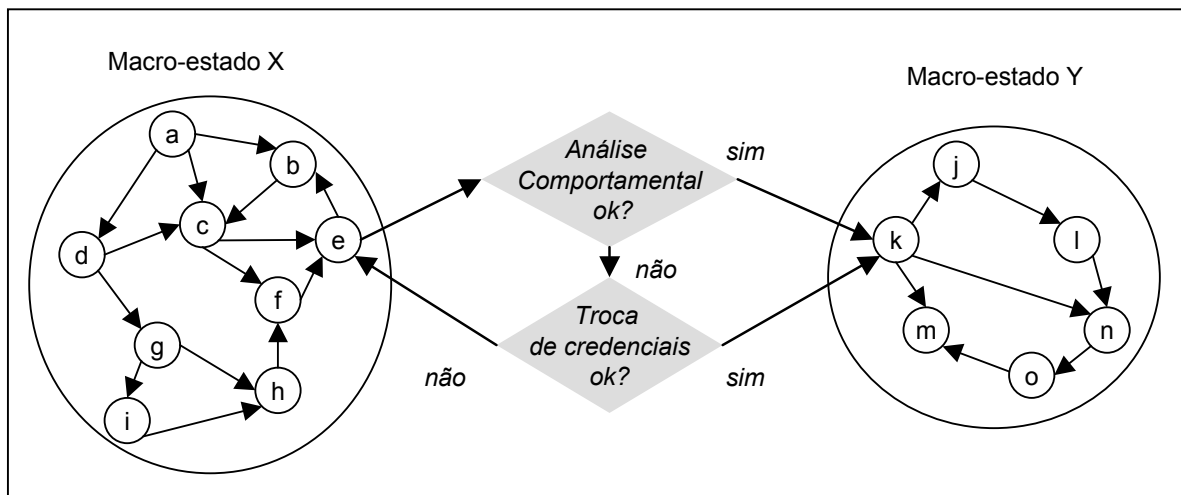 Macro-estado X
Macro-estado Y
a
b
c
d
e
f
g
h
i
Análise
Comportamental
ok?
sim
não
Troca
de credenciais
ok?
não
sim
j
k
l
m
n
o